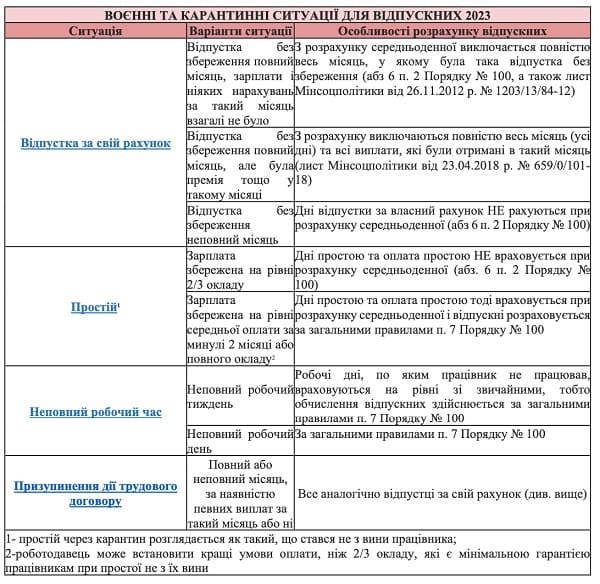 ВОЄННІ ТА КАРАНТИННІ СИТУАЦІЇ ДЛЯ ВІДПУСКНИХ 2023
Ситуація
Варіанти ситуації
Особливості розрахунку відпускних
Відпустка за свій рахунок
Відпустка без
збереження повний
місяць, зарплати і
ніяких нарахувань
за такий місяць
взагалі не було
З розрахунку середньоденної виключається повністю
весь місяць, у якому була така відпустка без
збереження (абз 6 п. 2 Порядку № 100, а також лист
Мінсоцполітики від 26.11.2012 р. № 1203/13/84-12)
Відпустка без
збереження повний
місяць, але була
премія тощо у
такому місяці
З розрахунку виключаються повністю весь місяць (усі
дні) та всі виплати, які були отримані в такий місяць
(лист Мінсоцполітики від 23.04.2018 р. № 659/0/101-
18)
Відпустка без
збереження
неповний місяць
Дні відпустки за власний рахунок НЕ рахуються при
розрахунку середньоденної (абз 6 п. 2 Порядку № 100)
Простій¹
Зарплата
збережена на рівні
2/3 окладу
Дні простою та оплата простою НЕ враховується при
розрахунку середньоденної (абз. 6 п. 2 Порядку №
100)
Зарплата
збережена на рівні
середньої оплати за
минулі 2 місяці або
повного окладу²
Дні простою та оплата простою тоді враховується при
розрахунку середньоденної і відпускні розраховується
за загальними правилами п. 7 Порядку № 100
Неповний робочий час
Неповний робочий
тиждень
Робочі дні, по яким працівник не працював,
враховуються на рівні зі звичайними, тобто
обчислення відпускних здійснюється за загальними
правилами п. 7 Порядку № 100
Неповний робочий
день
За загальними правилами п. 7 Порядку № 100
Призупинення дії трудового
договору
Повний або
неповний місяць,
за наявністю
певних виплат за
такий місяць або ні
Все аналогічно відпустці за свій рахунок (див. вище)
1- простій через карантин розглядається як такий, що стався не з вини працівника;
2-роботодавець може встановити кращі умови оплати, ніж 2/3 окладу, які є мінімальною гарантією
працівникам при простої не з їх вини